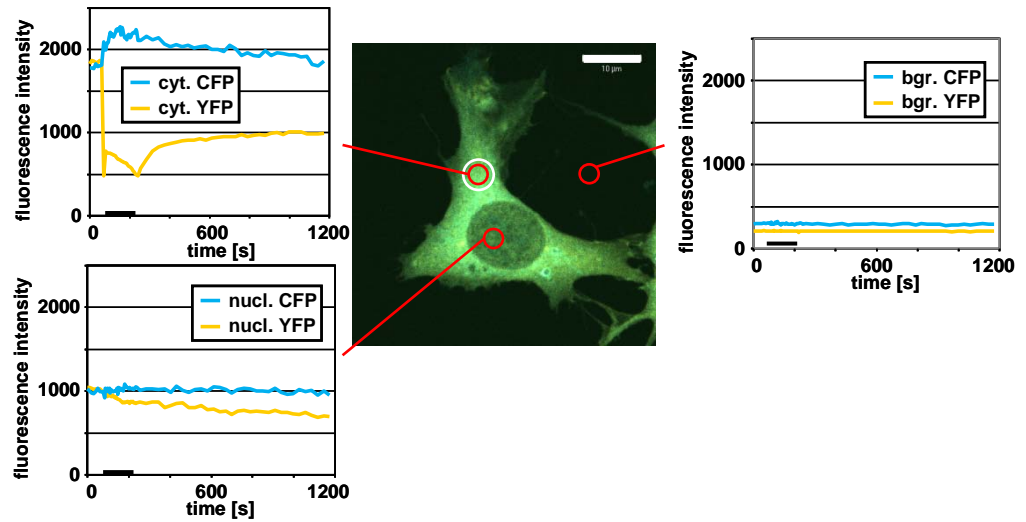 fluorescence intensity
2000
1000
0
cyt. CFP
cyt. YFP
0 600 1200
time [s]
10 µm
fluorescence intensity
2000
1000
0
bgr. CFP
bgr. YFP
0 600 1200
time [s]
fluorescence intensity
2000
1000
0
nucl. CFP
nucl. YFP
0 600 1200
time [s]